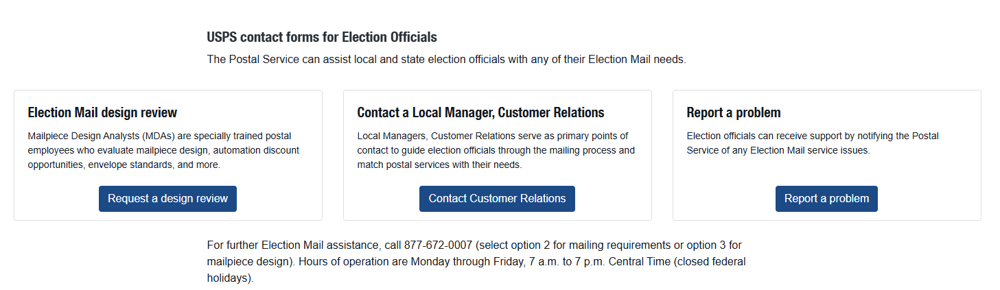 USPS contact forms for Election Officials
The Postal Service can assist local and state election officials with any of their Election Mail needs.
Election Mail design review
Mailpiece Design Analysts (MDAs) are specially trained postal
employees who evaluate mailpiece design, automation discount
opportunities, envelope standards, and more.
Request a design review
Contact a Local Manager, Customer Relations
Local Managers, Customer Relations serve as primary points of
contact to guide election officials through the mailing process and
match postal services with their needs.
Contact Customer Relations
Report a problem
Election officials can receive support by notifying the Postal
Service of any Election Mail service issues.
Report a problem
For further Election Mail assistance, call 877-672-0007 (select option 2 for mailing requirements or option 3 for
mailpiece design). Hours of operation are Monday through Friday, 7 a.m. to 7 p.m. Central Time (closed federal
holidays).